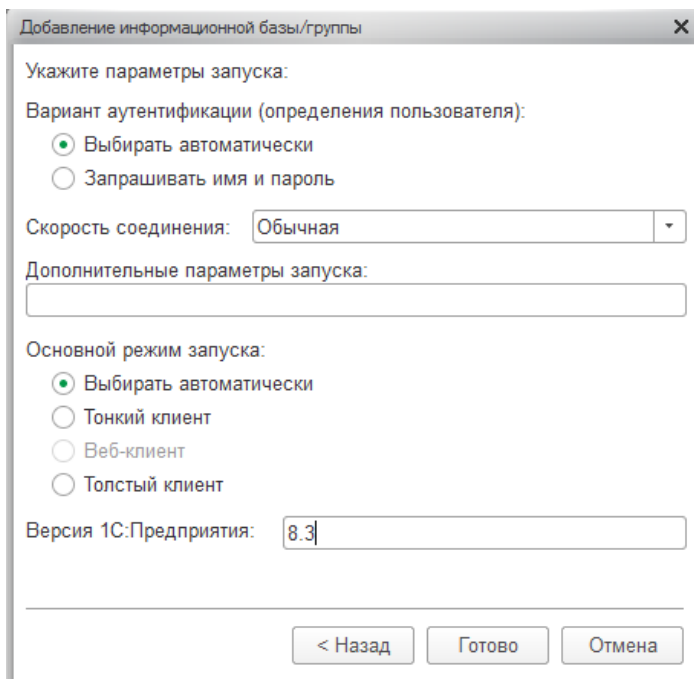 Добавление информационной базы/группы
Укажите параметры запуска:
Вариант аутентификации (определения пользователя):
Выбирать автоматически
Запрашивать имя и пароль
Скорость соединения: Обычная
Дополнительные параметры запуска:
Основной режим запуска:
Выбирать автоматически
Тонкий клиент
Веб-клиент
Толстый клиент
Версия 1С:Предприятия: 8.3
< Назад Готово Отмена